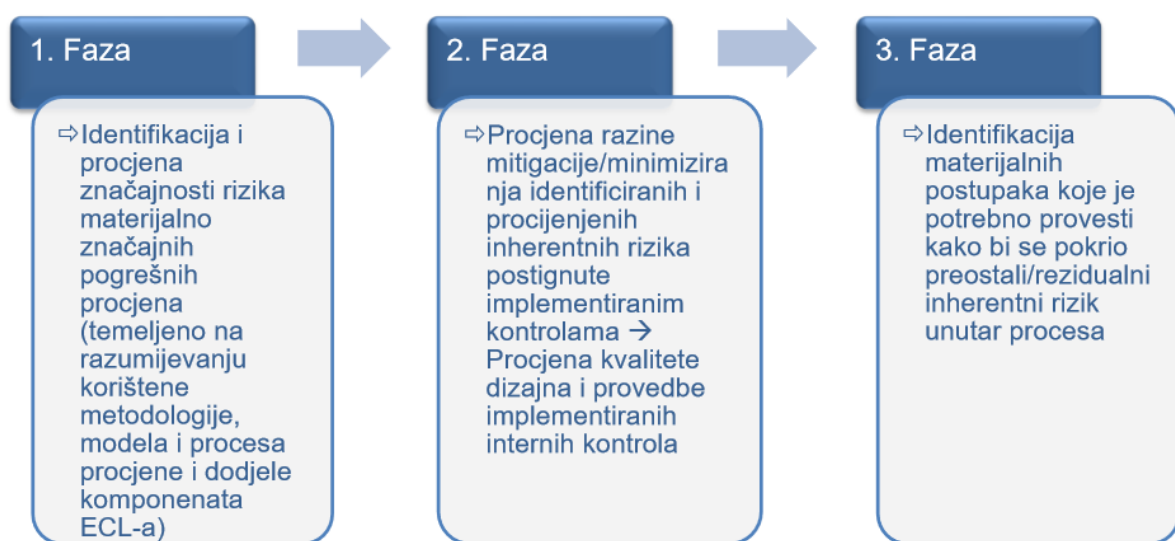 1. Faza
⇨Identifikacija i
procjena
značajnosti rizika
materijalno
značajnih
pogrešnih
procjena
(temeljeno na
razumijevanju
korištene
metodologije,
modela i procesa
procjene i dodjele
komponenata
ECL-a)
2. Faza
⇨Procjena razine
mitigacije/minimizira
nja identificiranih i
procijenjenih
inherentnih rizika
postignute
implementiranim
kontrolama →
Procjena kvalitete
dizajna i provedbe
implementiranih
internih kontrola
3. Faza
⇨Identifikacija
materijalnih
postupaka koje je
potrebno provesti
kako bi se pokrio
preostali/rezidualni
inherentni rizik
unutar procesa